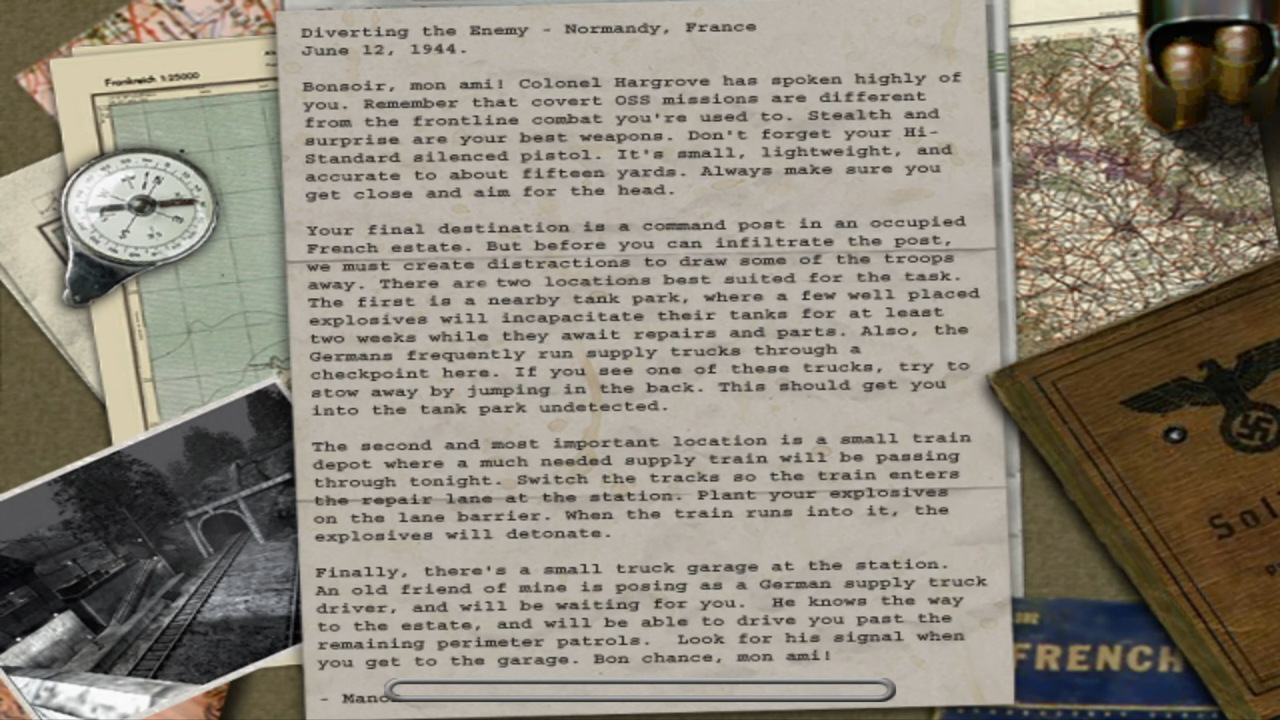 Diverting the Enemy - Normandy, France
June 12, 1944.
Bonsoir, mon ami! Colonel Hargrove has spoken highly of
you. Remember that covert OSS missions are different
from the frontline combat you're used to. Stealth and
surprise are your best weapons. Don't forget your Hi-
Standard silenced pistol. It's small, lightweight, and
accurate to about fifteen yards. Always make sure you
get close and aim for the head.
Your final destination is a command post in an occupied
French estate. But before you can infiltrate the post,
we must create distractions to draw some of the troops
away. There are two locations best suited for the task.
The first is a nearby tank park, where a few well placed
explosives will incapacitate their tanks for at least
two weeks while they await repairs and parts. Also, the
Germans frequently run supply trucks through a
checkpoint here. If you see one of these trucks, try to
stow away by jumping in the back. This should get you
into the tank park undetected.
The second and most important location is a small train
depot where a much needed supply train will be passing
through tonight. Switch the tracks so the train enters
the repair lane at the station. Plant your explosives
on the lane barrier. When the train runs into it, the
explosives will detonate.
Finally, there's a small truck garage at the station.
An old friend of mine is posing as a German supply truck
driver, and will be waiting for you. He knows the way
to the estate, and will be able to drive you past the
remaining perimeter patrols. Look for his signal when
you get to the garage. Bon chance, mon ami!
- Mano
Frankreich 1:25000
Sol
FRENCH